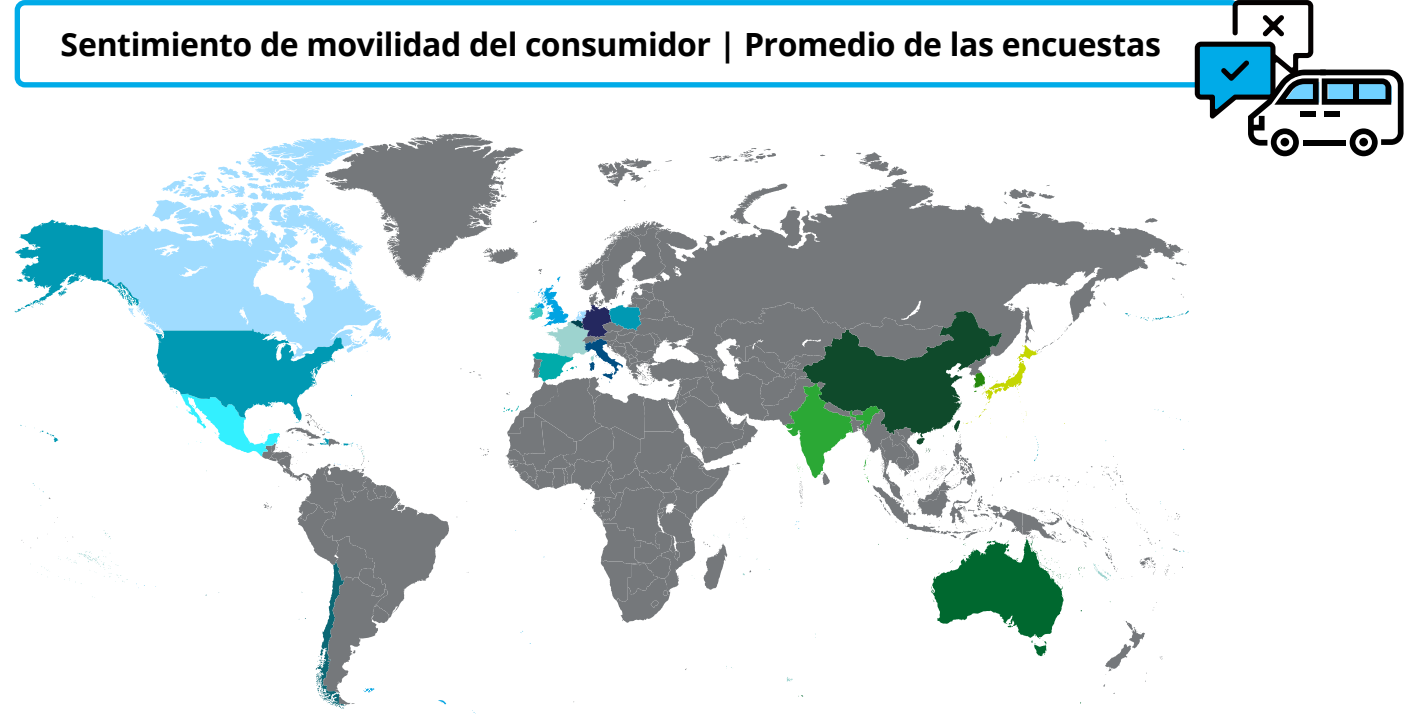 Sentimiento de movilidad del consumidor | Promedio de las encuestas